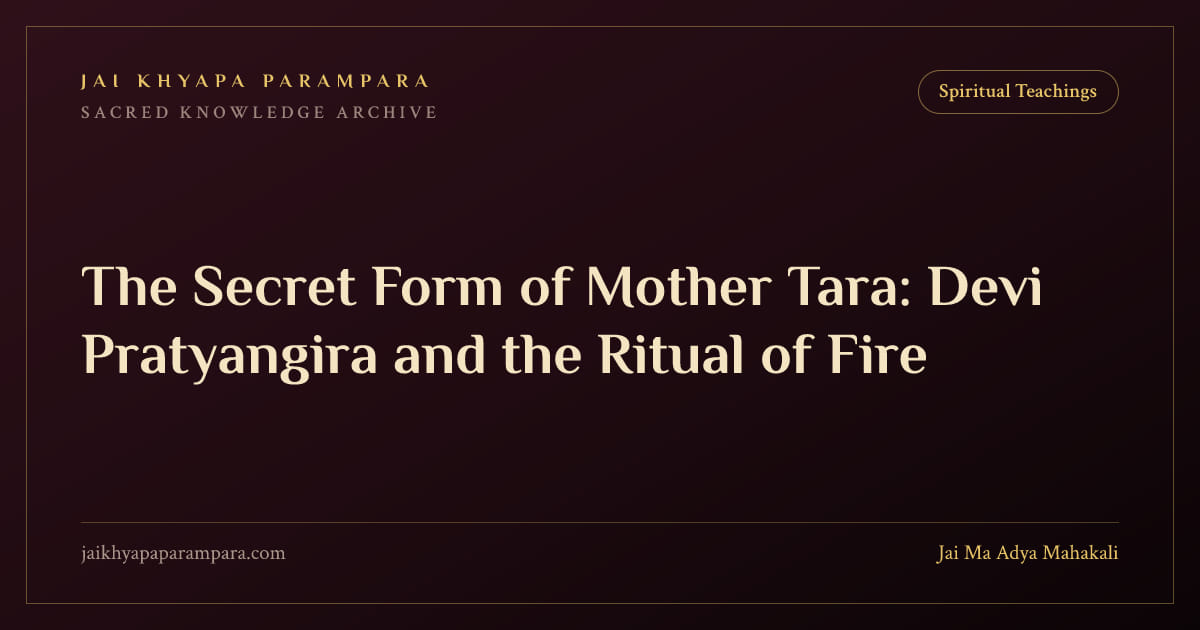 JAI KHYAPA PARAMPARA
SACRED KNOWLEDGE ARCHIVE
Spiritual Teachings
The Secret Form of Mother Tara: Devi
Pratyangira and the Ritual of Fire
jaikhyapaparampara.com
Jai Ma Adya Mahakali